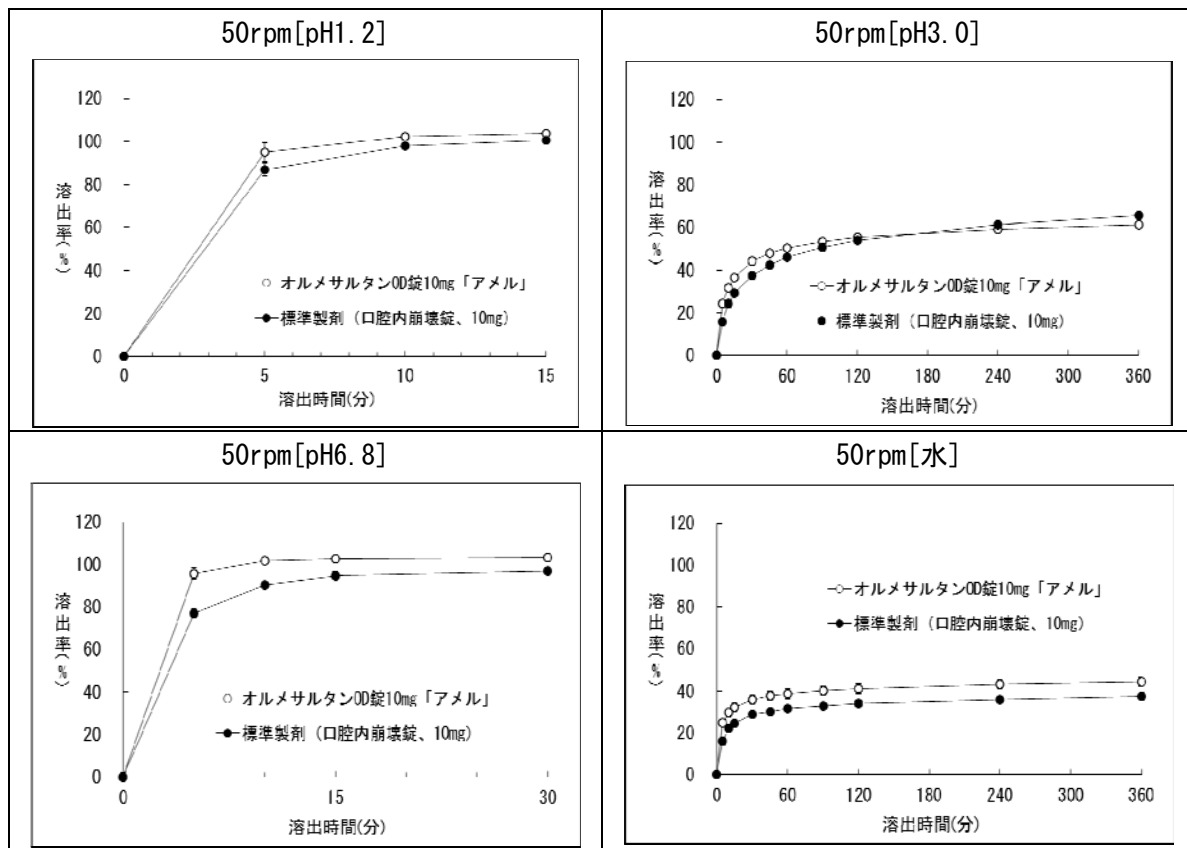 50rpm[pH1.2]
120
100
80
60
40
20
0
溶出率(%)
オルメサルタンOD錠10mg「アメル」
標準製剤（口腔内崩壊錠、10mg）
0 5 10 15
溶出時間(分)
50rpm[pH3.0]
120
100
80
60
40
20
0
溶出率(%)
オルメサルタンOD錠10mg「アメル」
標準製剤（口腔内崩壊錠、10mg）
0 60 120 180 240 300 360
溶出時間(分)
50rpm[pH6.8]
120
100
80
60
40
20
0
溶出率(%)
オルメサルタンOD錠10mg「アメル」
標準製剤（口腔内崩壊錠、10mg）
0 15 30
溶出時間(分)
50rpm[水]
120
100
80
60
40
20
0
溶出率(%)
オルメサルタンOD錠10mg「アメル」
標準製剤（口腔内崩壊錠、10mg）
0 60 120 180 240 300 360
溶出時間(分)